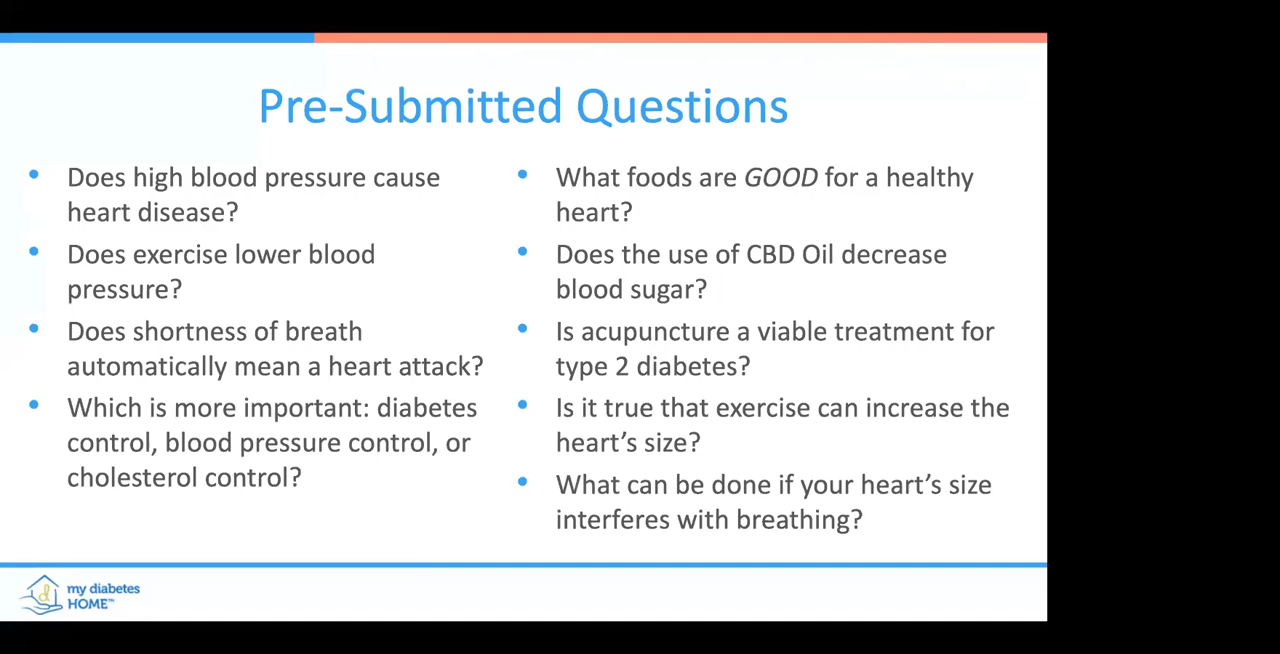 Pre-Submitted Questions
• Does high blood pressure cause
heart disease?
• Does exercise lower blood
pressure?
• Does shortness of breath
automatically mean a heart attack?
• Which is more important: diabetes
control, blood pressure control, or
cholesterol control?
• What foods are GOOD for a healthy
heart?
• Does the use of CBD Oil decrease
blood sugar?
• Is acupuncture a viable treatment for
type 2 diabetes?
• Is it true that exercise can increase the
heart’s size?
• What can be done if your heart’s size
interferes with breathing?
my diabetes
HOME™